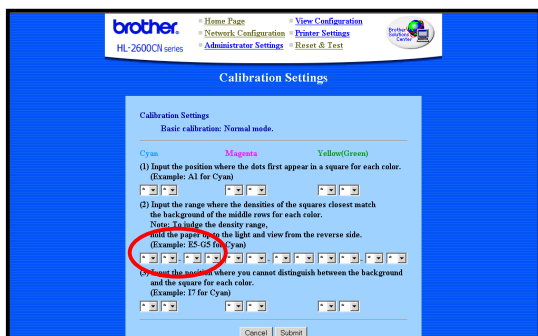 brother.
HL-2600CN series
Home Page
View Configuration
Network Configuration
Printer Settings
Administrator Settings
Reset & Test
Brother
Solutions
Center
Calibration Settings
Calibration Settings
Basic calibration: Normal mode.
Cyan Magenta Yellow(Green)
(1) Input the position where the dots first appear in a square for each color.
(Example: A1 for Cyan)
* * * * * *
(2) Input the range where the densities of the squares closest match
the background of the middle rows for each color.
Note: To judge the density range,
hold the paper up to the light and view from the reverse side.
(Example: E5-G5 for Cyan)
* * - * * * * - * * * * - * *
(3) Input the position where you cannot distinguish between the background
and the square for each color.
(Example: I7 for Cyan)
* * * * * *
Cancel Submit